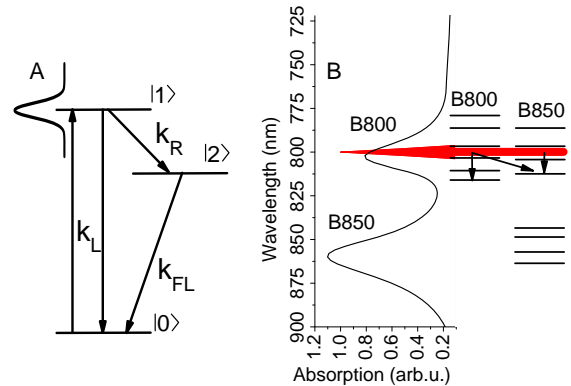 A
|1⟩
k_R
|2⟩
k_L
k_FL
|0⟩
B
B800
B850
B800
B850
Wavelength (nm)
725
750
775
800
825
850
875
900
1.2 1.0 0.8 0.6 0.4 0.2
Absorption (arb.u.)